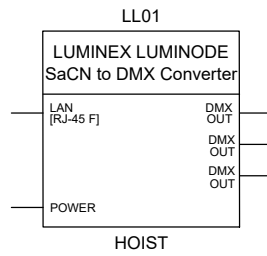 LL01
LUMINEX LUMINODE
SaCN to DMX Converter
LAN
[RJ-45 F]
DMX
OUT
DMX
OUT
DMX
OUT
POWER
HOIST